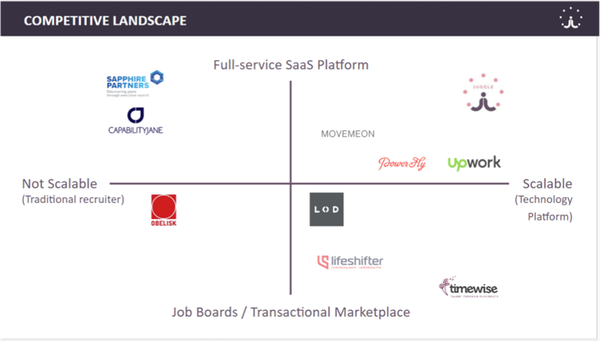 COMPETITIVE LANDSCAPE
Full-service SaaS Platform
SAPPHIRE
PARTNERS
JUGGLE
CAPABILITYJANE
MOVEMEON
PowerToFly
Upwork
Not Scalable
(Traditional recruiter)
Scalable
(Technology
Platform)
OBELISK
LOD
lifeshifter
timewise
Job Boards / Transactional Marketplace